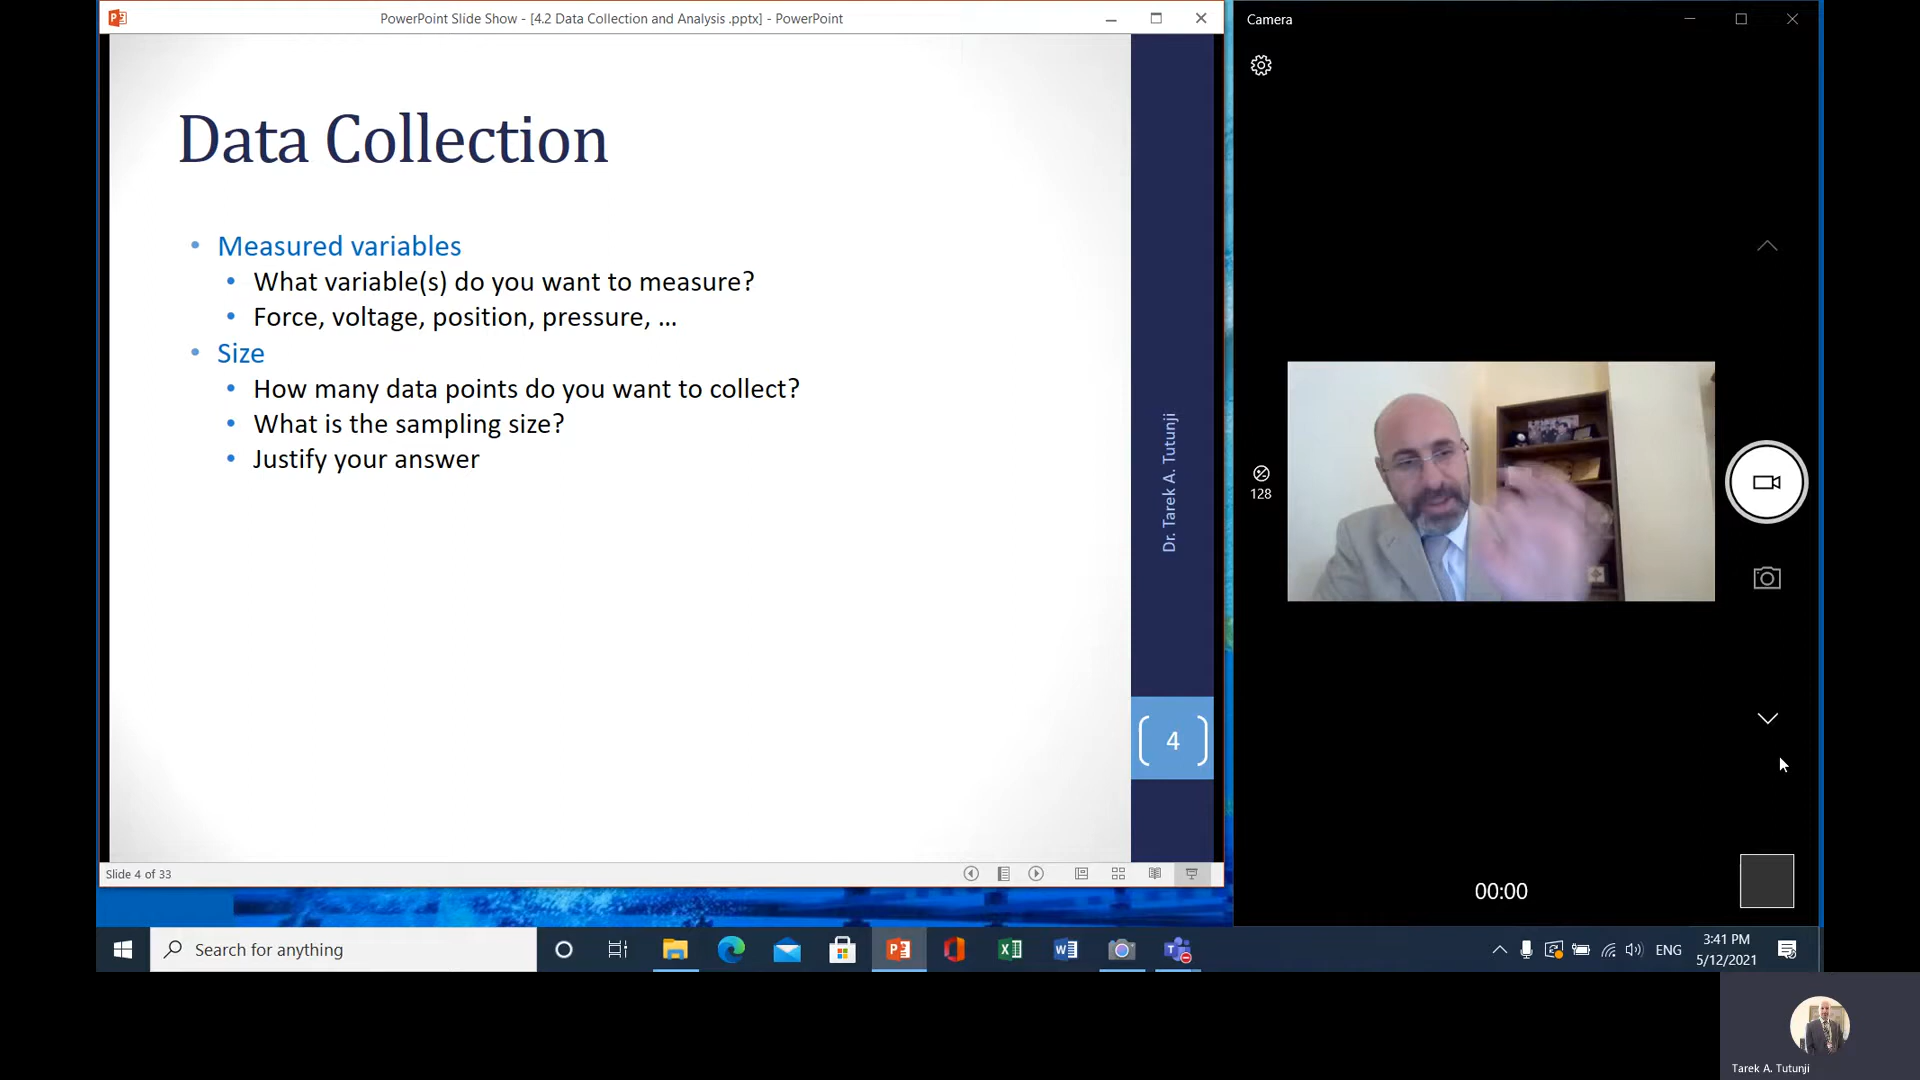 PowerPoint Slide Show - [4.2 Data Collection and Analysis .pptx] - PowerPoint
Data Collection
• Measured variables
• What variable(s) do you want to measure?
• Force, voltage, position, pressure, ...
• Size
• How many data points do you want to collect?
• What is the sampling size?
• Justify your answer
Dr. Tarek A. Tutunji
4
Slide 4 of 33
Camera
128
00:00
Search for anything
ENG
3:41 PM
5/12/2021
Tarek A. Tutunji